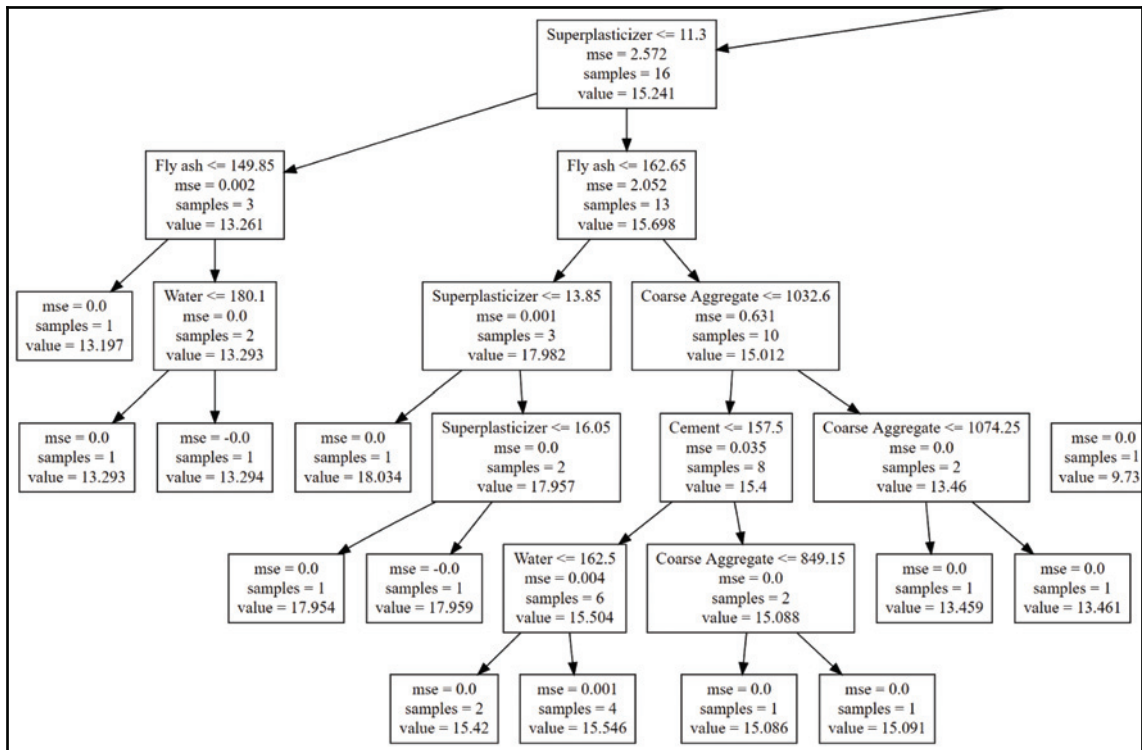 Superplasticizer <= 11.3
mse = 2.572
samples = 16
value = 15.241
Fly ash <= 149.85
mse = 0.002
samples = 3
value = 13.261
Fly ash <= 162.65
mse = 2.052
samples = 13
value = 15.698
mse = 0.0
samples = 1
value = 13.197
Water <= 180.1
mse = 0.0
samples = 2
value = 13.293
Superplasticizer <= 13.85
mse = 0.001
samples = 3
value = 17.982
Coarse Aggregate <= 1032.6
mse = 0.631
samples = 10
value = 15.012
mse = 0.0
samples = 1
value = 13.293
mse = -0.0
samples = 1
value = 13.294
mse = 0.0
samples = 1
value = 18.034
Superplasticizer <= 16.05
mse = 0.0
samples = 2
value = 17.957
Cement <= 157.5
mse = 0.035
samples = 8
value = 15.4
Coarse Aggregate <= 1074.25
mse = 0.0
samples = 2
value = 13.46
mse = 0.0
samples = 1
value = 9.73
mse = 0.0
samples = 1
value = 17.954
mse = -0.0
samples = 1
value = 17.959
Water <= 162.5
mse = 0.004
samples = 6
value = 15.504
Coarse Aggregate <= 849.15
mse = 0.0
samples = 2
value = 15.088
mse = 0.0
samples = 1
value = 13.459
mse = 0.0
samples = 1
value = 13.461
mse = 0.0
samples = 2
value = 15.42
mse = 0.001
samples = 4
value = 15.546
mse = 0.0
samples = 1
value = 15.086
mse = 0.0
samples = 1
value = 15.091